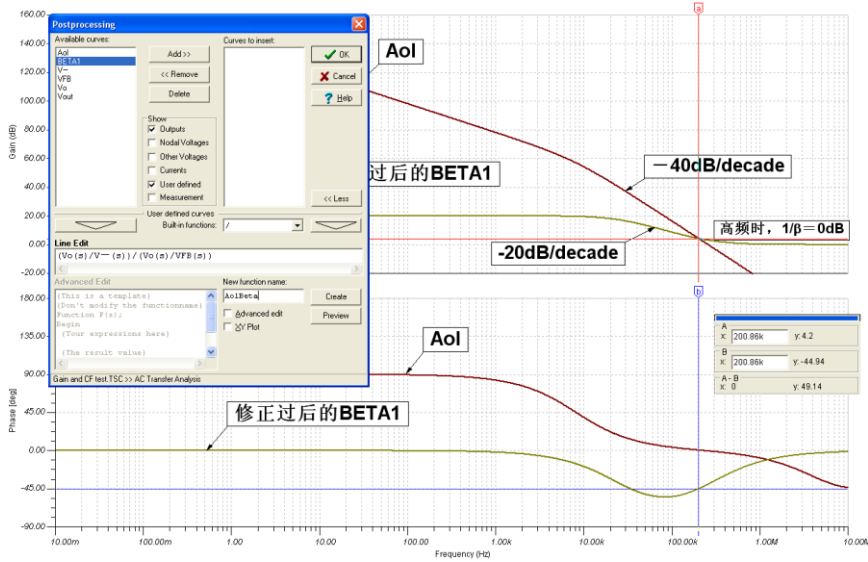 Postprocessing
Available curves:
Aol
BETA1
V－
VFB
Vo
Vout
Add >>
<< Remove
Delete
Curves to insert:
OK
Cancel
? Help
Show
Outputs
Nodal Voltages
Other Voltages
Currents
User defined
Measurement
<< Less
User defined curves
Built-in functions:
/
Line Edit
(Vo(s)/V－(s))/(Vo(s)/VFB(s))
Advanced Edit
(This is a template)
(Don't modify the functionname)
Function F(s);
Begin
(Your expressions here)
(The result value)
New function name:
AolBeta
Create
Advanced edit
Preview
XY Plot
Gain and CF test.TSC >> AC Transfer Analysis
160.00
140.00
120.00
100.00
80.00
60.00
40.00
20.00
0.00
-20.00
Gain (dB)
a
Aol
过后的BETA1
－40dB/decade
-20dB/decade
高频时，1/β＝0dB
180.00
135.00
90.00
45.00
0.00
-45.00
-90.00
Phase [deg]
b
Aol
修正过后的BETA1
A
x: 200.86k y: 4.2
B
x: 200.86k y: -44.94
A - B
x: 0 y: 49.14
10.00m
100.00m
1.00
10.00
100.00
1.00k
10.00k
100.00k
1.00M
10.00M
Frequency (Hz)